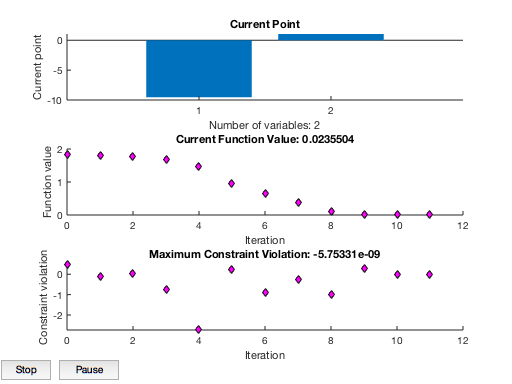 Current Point
Current point
0
-5
-10
1 2
Number of variables: 2
Current Function Value: 0.0235504
Function value
2
1
0
0 2 4 6 8 10 12
Iteration
Maximum Constraint Violation: -5.75331e-09
Constraint violation
0
-1
-2
0 2 4 6 8 10 12
Iteration
Stop Pause